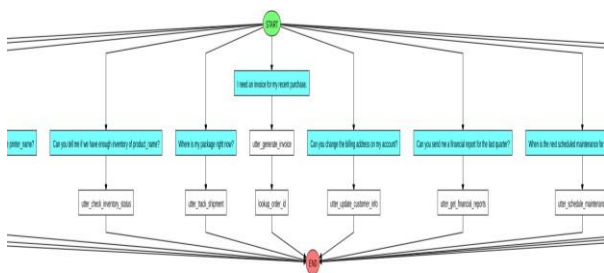 START
I need an invoice for my recent purchase.
printer_name?
Can you tell me if we have enough inventory of product_name?
Where is my package right now?
utter_generate_invoice
Can you change the billing address on my account?
Can you send me a financial report for the last quarter?
When is the next scheduled maintenance for
utter_check_inventory_status
utter_track_shipment
lookup_order_id
utter_update_customer_info
utter_get_financial_reports
utter_schedule_maintenance
END